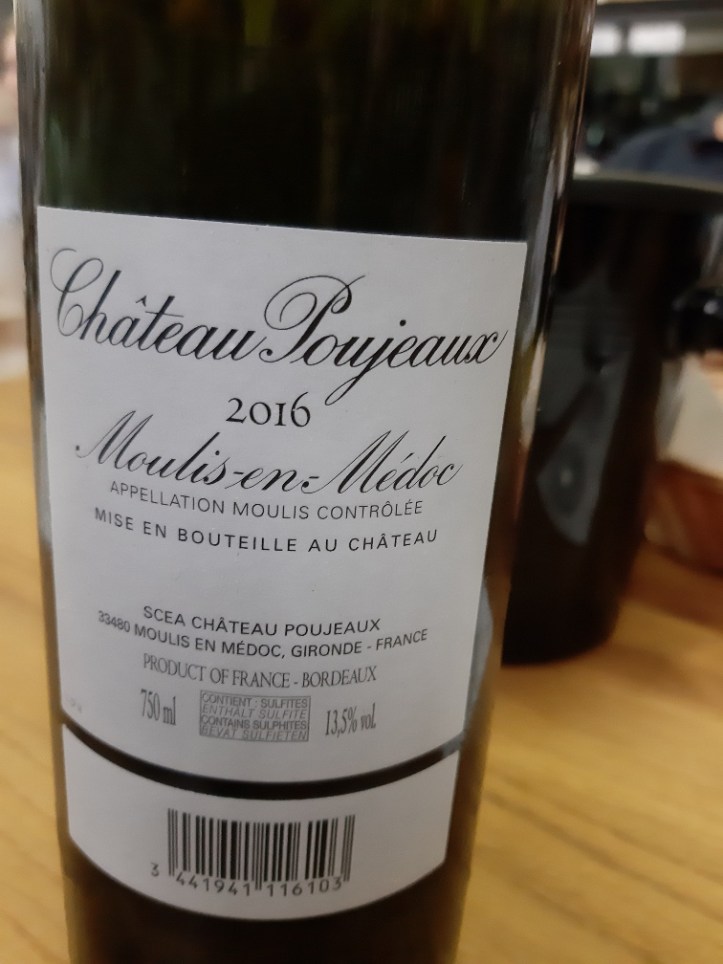 Château Poujeaux
2016
Moulis-en-Médoc
APPELLATION MOULIS CONTRÔLÉE
MISE EN BOUTEILLE AU CHÂTEAU
SCEA CHÂTEAU POUJEAUX
33480 MOULIS EN MÉDOC, GIRONDE - FRANCE
PRODUCT OF FRANCE - BORDEAUX
750 ml
CONTIENT : SULFITES
ENTHÄLT SULFITE
CONTAINS SULPHITES
BEVAT SULFIETEN
13,5% vol.
3 441941 116103